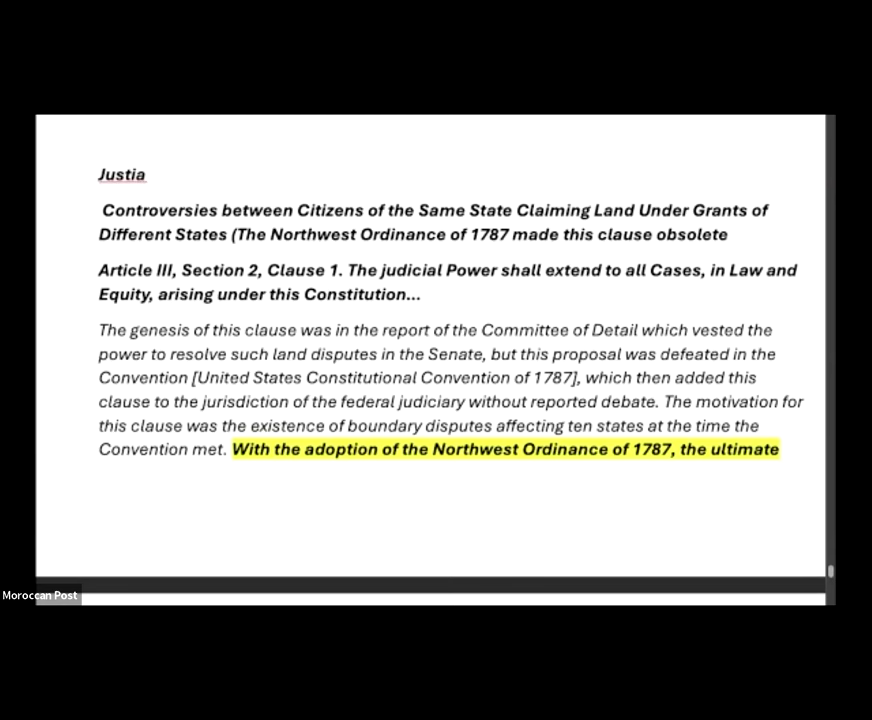 Justia
Controversies between Citizens of the Same State Claiming Land Under Grants of
Different States (The Northwest Ordinance of 1787 made this clause obsolete
Article III, Section 2, Clause 1. The judicial Power shall extend to all Cases, in Law and
Equity, arising under this Constitution...
The genesis of this clause was in the report of the Committee of Detail which vested the
power to resolve such land disputes in the Senate, but this proposal was defeated in the
Convention [United States Constitutional Convention of 1787], which then added this
clause to the jurisdiction of the federal judiciary without reported debate. The motivation for
this clause was the existence of boundary disputes affecting ten states at the time the
Convention met. With the adoption of the Northwest Ordinance of 1787, the ultimate
Moroccan Post